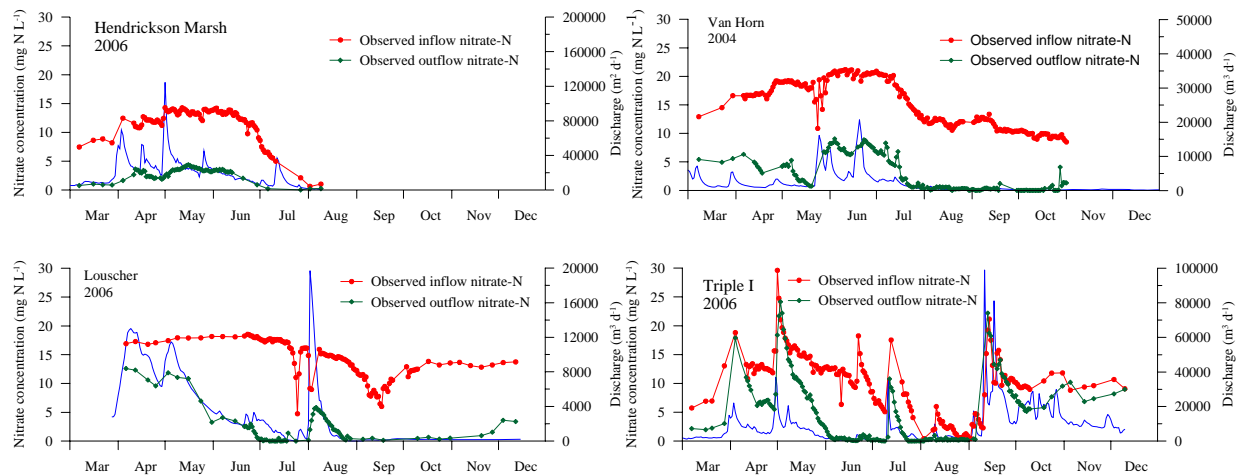 Nitrate concentration (mg N L-1)
30
25
20
15
10
5
0
Hendrickson Marsh
2006
Observed inflow nitrate-N
Observed outflow nitrate-N
200000
160000
120000
80000
40000
0
Discharge (m2 d-1)
Mar Apr May Jun Jul Aug Sep Oct Nov Dec
Nitrate concentration (mg N L-1)
30
25
20
15
10
5
0
Van Horn
2004
Observed inflow nitrate-N
Observed outflow nitrate-N
50000
40000
30000
20000
10000
0
Discharge (m3 d-1)
Mar Apr May Jun Jul Aug Sep Oct Nov Dec
Nitrate concentration (mg N L-1)
30
25
20
15
10
5
0
Louscher
2006
Observed inflow nitrate-N
Observed outflow nitrate-N
20000
16000
12000
8000
4000
0
Discharge (m3 d-1)
Mar Apr May Jun Jul Aug Sep Oct Nov Dec
Nitrate concentration (mg N L-1)
30
25
20
15
10
5
0
Triple I
2006
Observed inflow nitrate-N
Observed outflow nitrate-N
100000
80000
60000
40000
20000
0
Discharge (m3 d-1)
Mar Apr May Jun Jul Aug Sep Oct Nov Dec